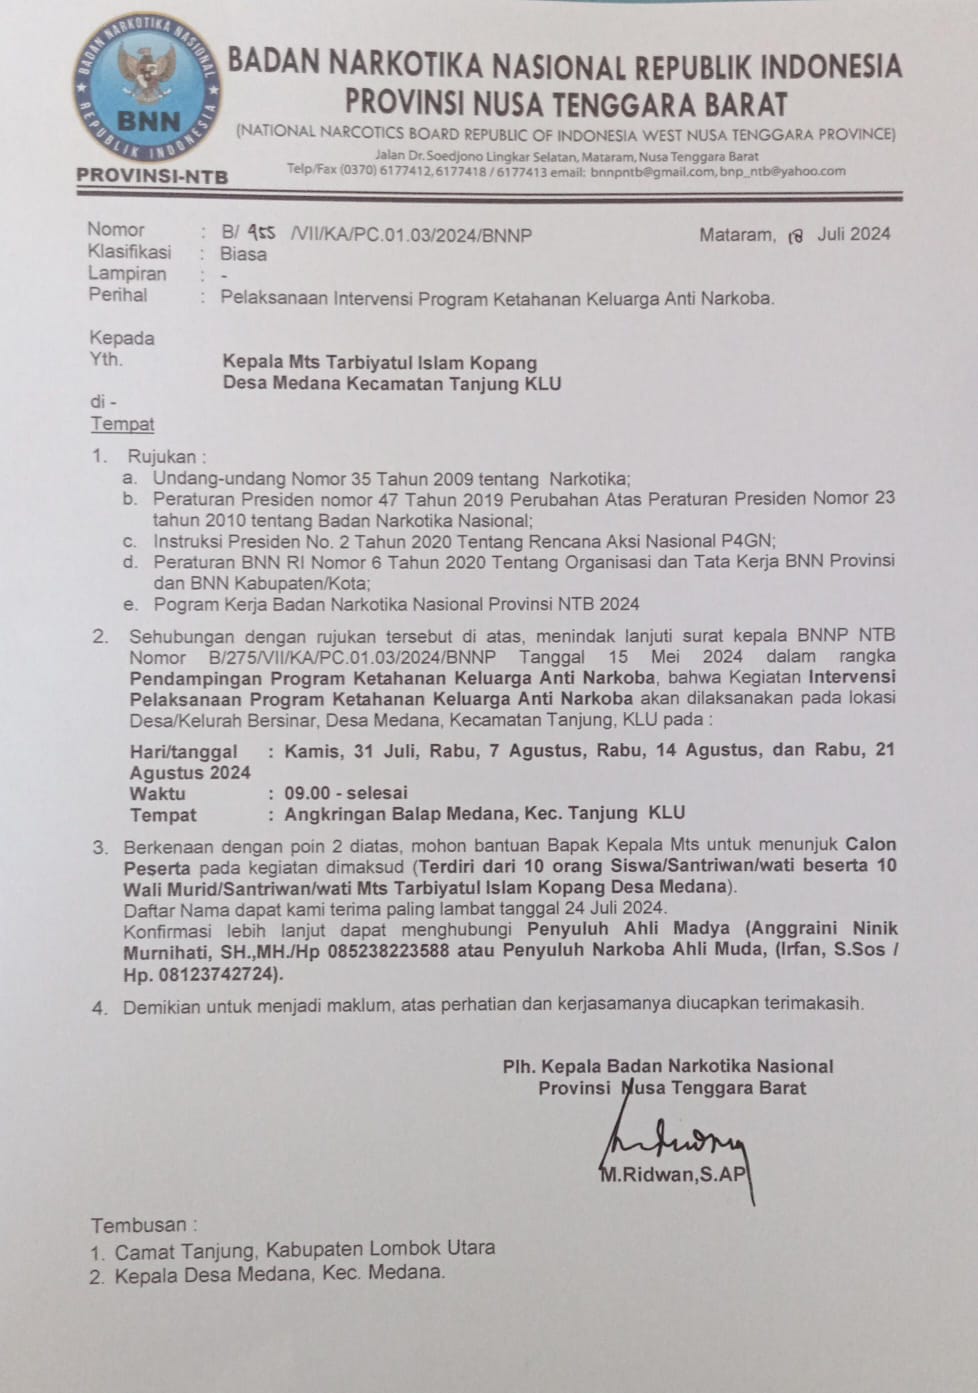 BADAN NARKOTIKA NASIONAL
REPUBLIK INDONESIA
BNN
PROVINSI-NTB
BADAN NARKOTIKA NASIONAL REPUBLIK INDONESIA
PROVINSI NUSA TENGGARA BARAT
(NATIONAL NARCOTICS BOARD REPUBLIC OF INDONESIA WEST NUSA TENGGARA PROVINCE)
Jalan Dr. Soedjono Lingkar Selatan, Mataram, Nusa Tenggara Barat
Telp/Fax (0370) 6177412, 6177418 / 6177413 email: bnnpntb@gmail.com, bnp_ntb@yahoo.com
Nomor : B/ 955 /VII/KA/PC.01.03/2024/BNNP Mataram, 18 Juli 2024
Klasifikasi : Biasa
Lampiran : -
Perihal : Pelaksanaan Intervensi Program Ketahanan Keluarga Anti Narkoba.
Kepada
Yth. Kepala Mts Tarbiyatul Islam Kopang
Desa Medana Kecamatan Tanjung KLU
di -
Tempat
1. Rujukan :
a. Undang-undang Nomor 35 Tahun 2009 tentang Narkotika;
b. Peraturan Presiden nomor 47 Tahun 2019 Perubahan Atas Peraturan Presiden Nomor 23
tahun 2010 tentang Badan Narkotika Nasional;
c. Instruksi Presiden No. 2 Tahun 2020 Tentang Rencana Aksi Nasional P4GN;
d. Peraturan BNN RI Nomor 6 Tahun 2020 Tentang Organisasi dan Tata Kerja BNN Provinsi
dan BNN Kabupaten/Kota;
e. Pogram Kerja Badan Narkotika Nasional Provinsi NTB 2024
2. Sehubungan dengan rujukan tersebut di atas, menindak lanjuti surat kepala BNNP NTB
Nomor B/275/VII/KA/PC.01.03/2024/BNNP Tanggal 15 Mei 2024 dalam rangka
Pendampingan Program Ketahanan Keluarga Anti Narkoba, bahwa Kegiatan Intervensi
Pelaksanaan Program Ketahanan Keluarga Anti Narkoba akan dilaksanakan pada lokasi
Desa/Kelurah Bersinar, Desa Medana, Kecamatan Tanjung, KLU pada :
Hari/tanggal : Kamis, 31 Juli, Rabu, 7 Agustus, Rabu, 14 Agustus, dan Rabu, 21
Agustus 2024
Waktu : 09.00 - selesai
Tempat : Angkringan Balap Medana, Kec. Tanjung KLU
3. Berkenaan dengan poin 2 diatas, mohon bantuan Bapak Kepala Mts untuk menunjuk Calon
Peserta pada kegiatan dimaksud (Terdiri dari 10 orang Siswa/Santriwan/wati beserta 10
Wali Murid/Santriwan/wati Mts Tarbiyatul Islam Kopang Desa Medana).
Daftar Nama dapat kami terima paling lambat tanggal 24 Juli 2024.
Konfirmasi lebih lanjut dapat menghubungi Penyuluh Ahli Madya (Anggraini Ninik
Murnihati, SH.,MH./Hp 085238223588 atau Penyuluh Narkoba Ahli Muda, (Irfan, S.Sos /
Hp. 08123742724).
4. Demikian untuk menjadi maklum, atas perhatian dan kerjasamanya diucapkan terimakasih.
Plh. Kepala Badan Narkotika Nasional
Provinsi Nusa Tenggara Barat
M.Ridwan,S.AP
Tembusan :
1. Camat Tanjung, Kabupaten Lombok Utara
2. Kepala Desa Medana, Kec. Medana.